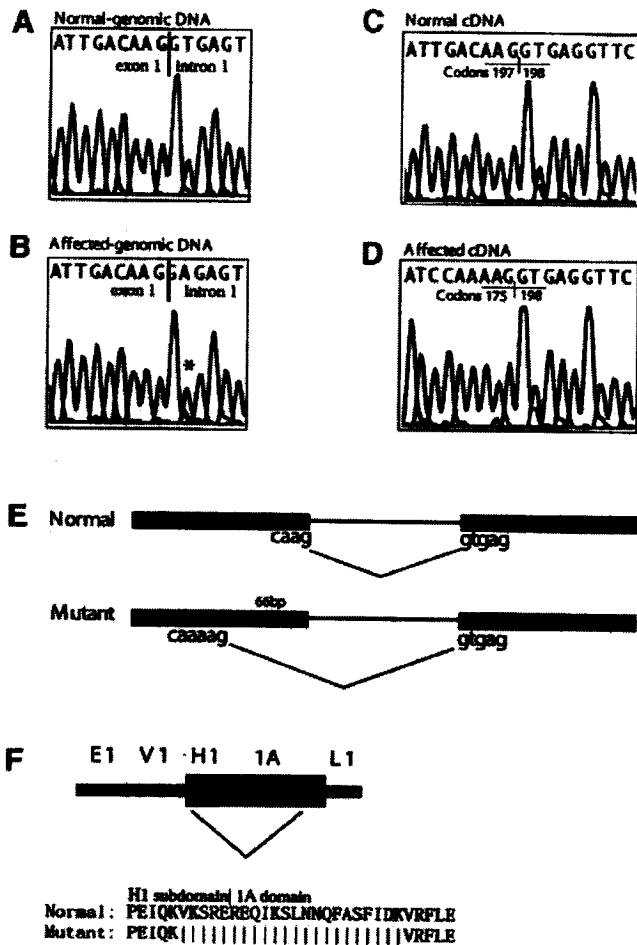 A Normal-genomic DNA
ATTGACAAGGTGAGT
exon 1 intron 1
B Affected-genomic DNA
ATTGACAAGGAGAGT
exon 1 intron 1
*
C Normal cDNA
ATTGACAAGGTGAGGTTC
Codons 197 198
D Affected cDNA
ATCCAAAAGGTGAGGTTC
Codons 175 198
E
Normal
caag gtgag
66bp
Mutant
caaaag gtgag
F
E1 V1 H1 1A L1
H1 subdomain| 1A domain
Normal: PEIQKVKSREREQIKSLNNQFASFIDKVRFLE
Mutant: PEIQK||||||||||||||||||||||VRFLE